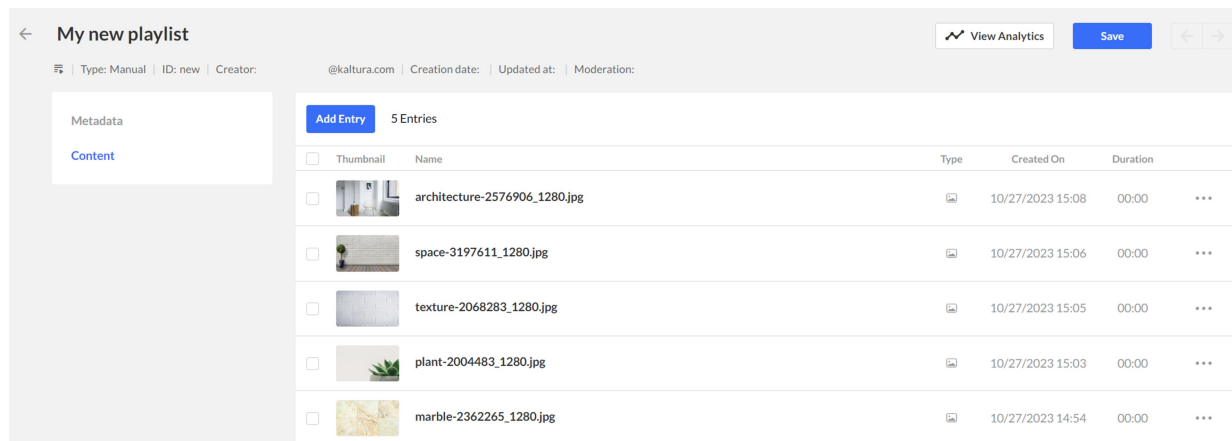 My new playlist
View Analytics
Save
Type: Manual | ID: new | Creator: @kaltura.com | Creation date: | Updated at: | Moderation:
Metadata
Content
Add Entry 5 Entries
Thumbnail Name Type Created On Duration
architecture-2576906_1280.jpg 10/27/2023 15:08 00:00
space-3197611_1280.jpg 10/27/2023 15:06 00:00
texture-2068283_1280.jpg 10/27/2023 15:05 00:00
plant-2004483_1280.jpg 10/27/2023 15:03 00:00
marble-2362265_1280.jpg 10/27/2023 14:54 00:00